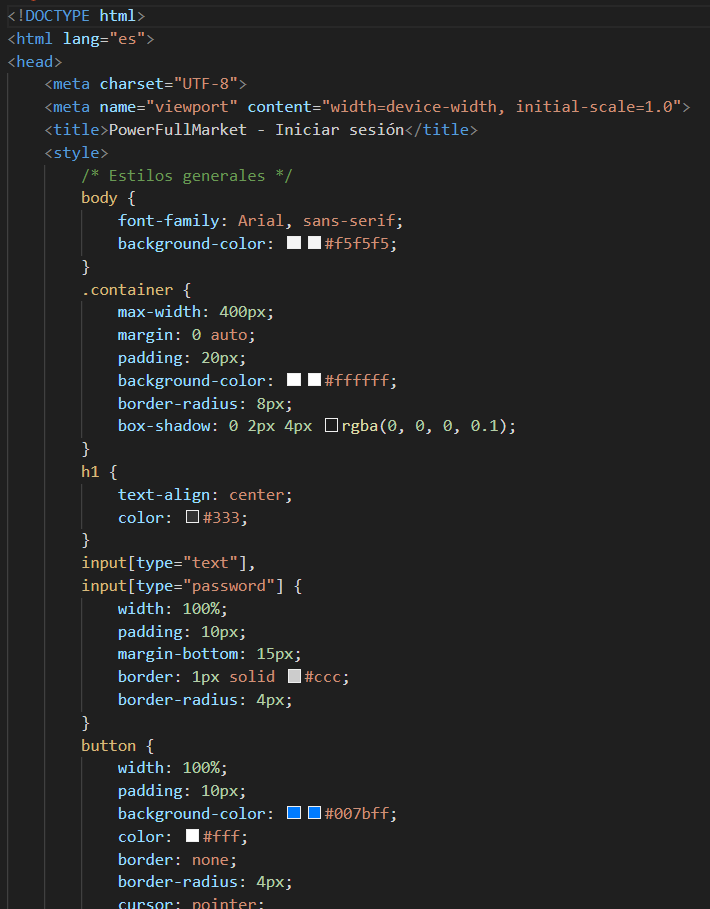 <!DOCTYPE html>
<html lang="es">
<head>
    <meta charset="UTF-8">
    <meta name="viewport" content="width=device-width, initial-scale=1.0">
    <title>PowerFullMarket - Iniciar sesión</title>
    <style>
        /* Estilos generales */
        body {
            font-family: Arial, sans-serif;
            background-color: #f5f5f5;
        }
        .container {
            max-width: 400px;
            margin: 0 auto;
            padding: 20px;
            background-color: #ffffff;
            border-radius: 8px;
            box-shadow: 0 2px 4px rgba(0, 0, 0, 0.1);
        }
        h1 {
            text-align: center;
            color: #333;
        }
        input[type="text"],
        input[type="password"] {
            width: 100%;
            padding: 10px;
            margin-bottom: 15px;
            border: 1px solid #ccc;
            border-radius: 4px;
        }
        button {
            width: 100%;
            padding: 10px;
            background-color: #007bff;
            color: #fff;
            border: none;
            border-radius: 4px;
            cursor: pointer;